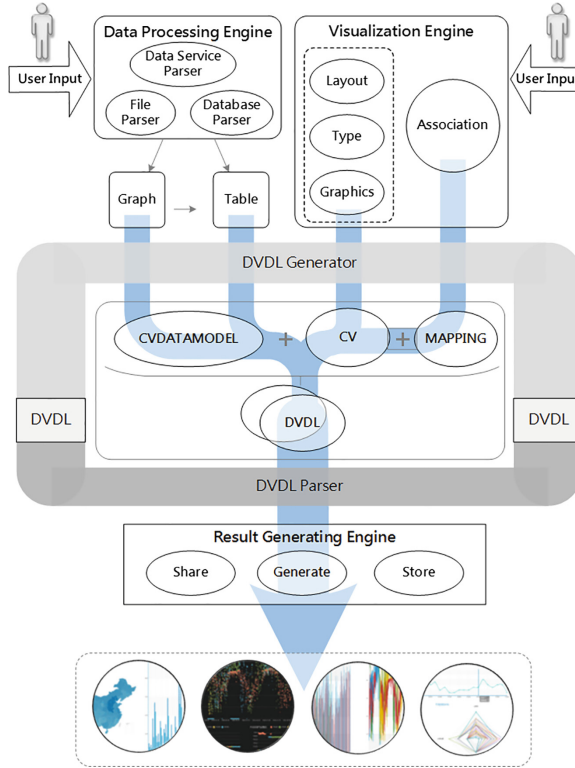 Data Processing Engine
Visualization Engine
Data Service
Parser
File
Parser
Database
Parser
User Input
Layout
Type
Graphics
Association
User Input
Graph
Table
DVDL Generator
CVDATAMODEL
+
CV
+
MAPPING
DVDL
DVDL
DVDL
DVDL Parser
Result Generating Engine
Share
Generate
Store